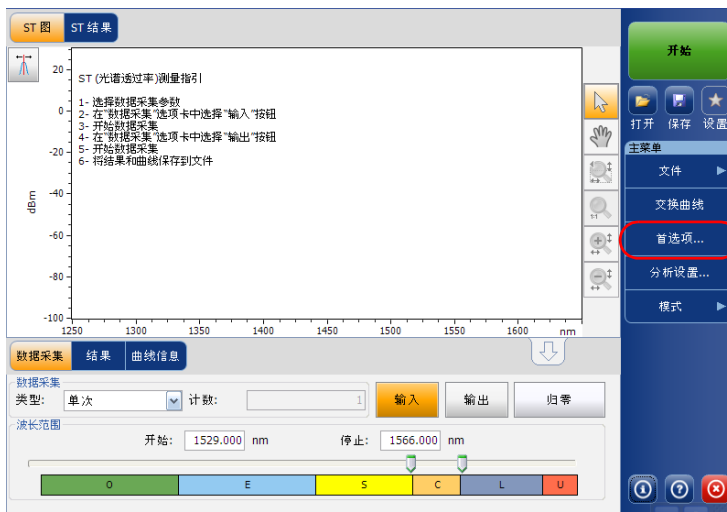 ST 图 ST 结果
ST (光谱透过率)测量指引
1- 选择数据采集参数
2- 在"数据采集"选项卡中选择"输入"按钮
3- 开始数据采集
4- 在"数据采集"选项卡中选择"输出"按钮
5- 开始数据采集
6- 将结果和曲线保存到文件
20
0
-20
-40
-60
-80
-100
dBm
1250 1300 1350 1400 1450 1500 1550 1600 nm
1:1
开始
打开 保存 设置
主菜单
文件
交换曲线
首选项...
分析设置...
模式
数据采集 结果 曲线信息
数据采集
类型: 单次 计数: 1 输入 输出 归零
波长范围
开始: 1529.000 nm 停止: 1566.000 nm
O E S C L U